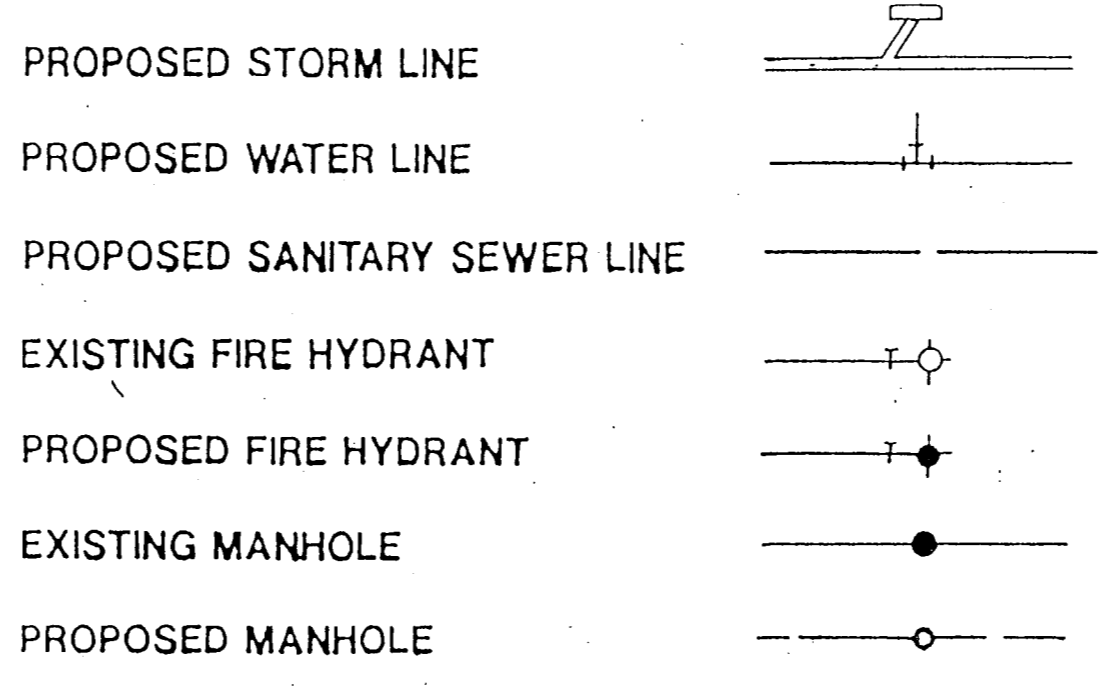 PROPOSED STORM LINE
PROPOSED WATER LINE
PROPOSED SANITARY SEWER LINE
EXISTING FIRE HYDRANT
PROPOSED FIRE HYDRANT
EXISTING MANHOLE
PROPOSED MANHOLE